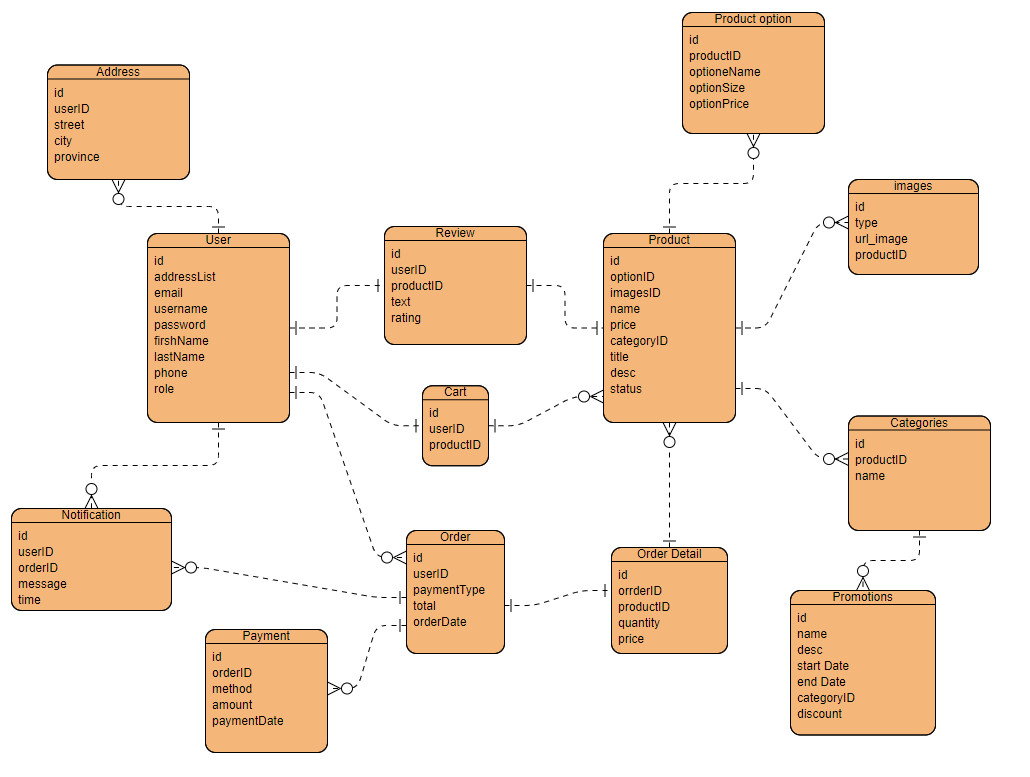 Product option
id
productID
optioneName
optionSize
optionPrice
Address
id
userID
street
city
province
images
id
type
url_image
productID
User
id
addressList
email
username
password
firshName
lastName
phone
role
Review
id
userID
productID
text
rating
Product
id
optionID
imagesID
name
price
categoryID
title
desc
status
Cart
id
userID
productID
Categories
id
productID
name
Notification
id
userID
orderID
message
time
Order
id
userID
paymentType
total
orderDate
Order Detail
id
orrderID
productID
quantity
price
Promotions
id
name
desc
start Date
end Date
categoryID
discount
Payment
id
orderID
method
amount
paymentDate